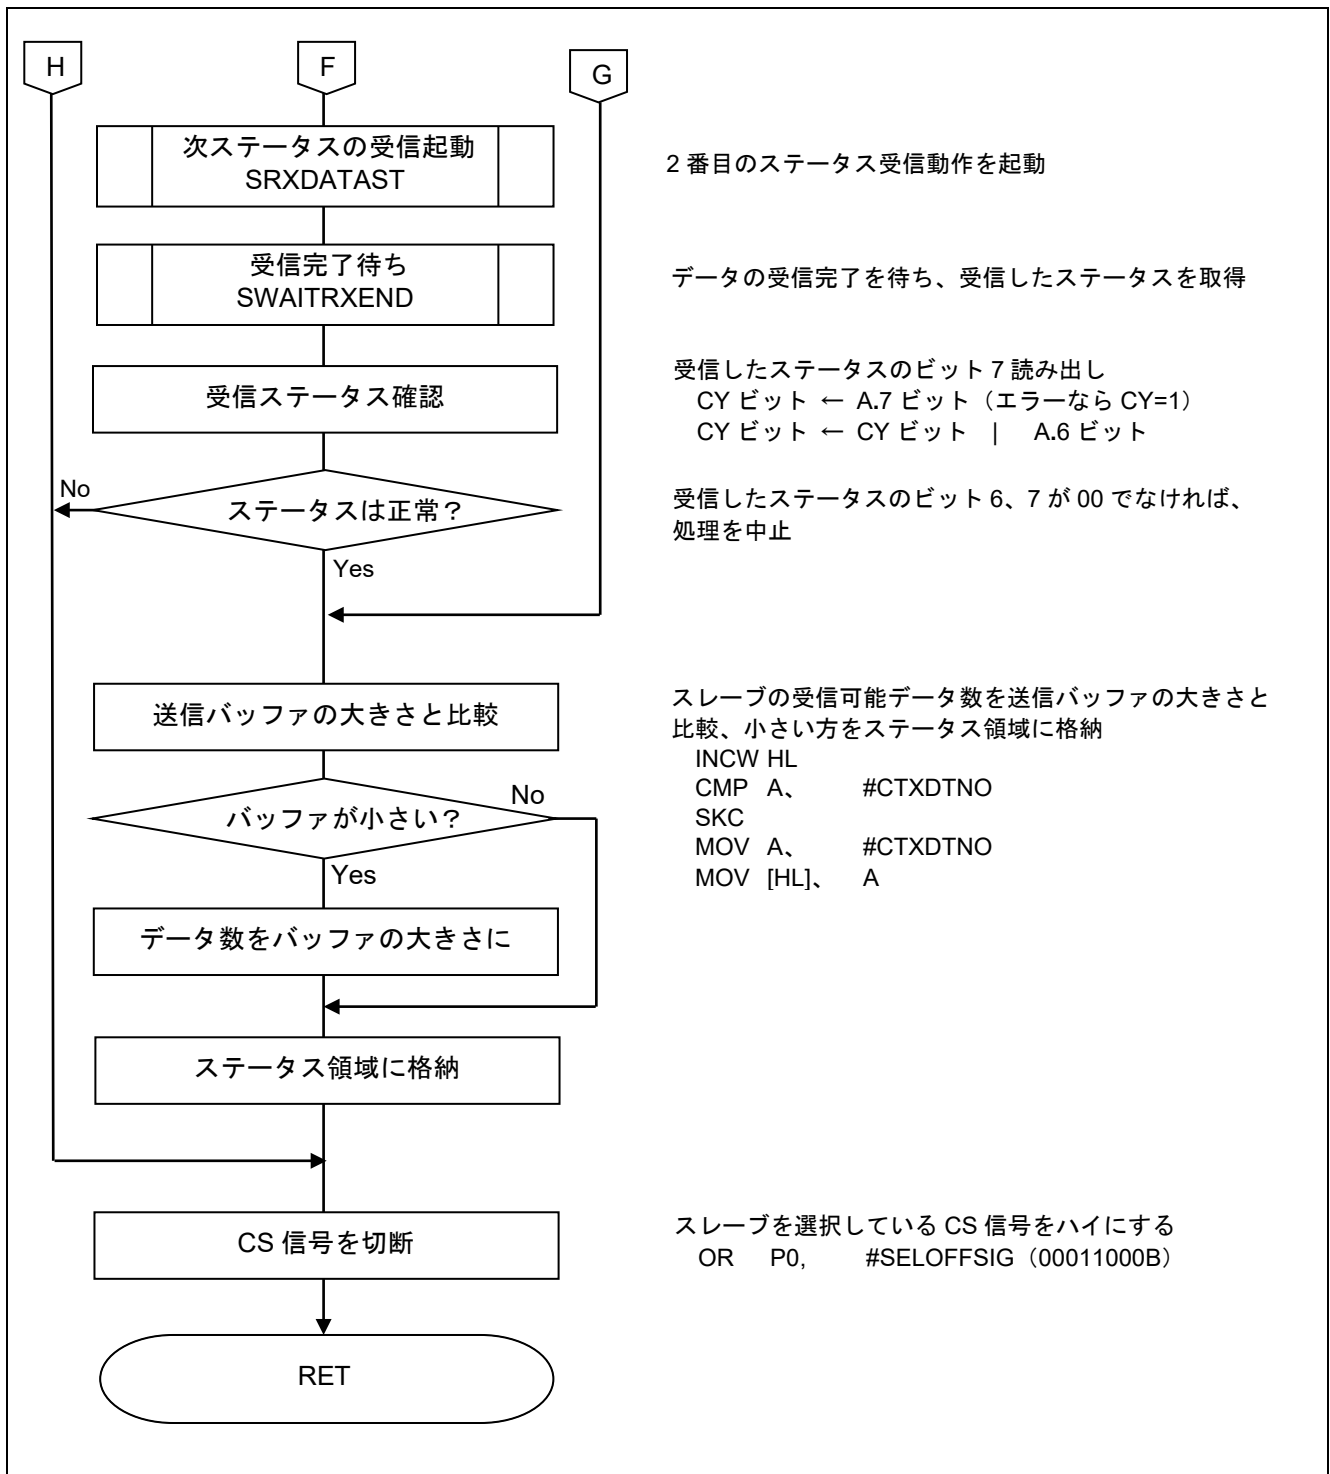 H
F
G
次ステータスの受信起動
SRXDATAST
2 番目のステータス受信動作を起動
受信完了待ち
SWAITRXEND
データの受信完了を待ち、受信したステータスを取得
受信ステータス確認
受信したステータスのビット 7 読み出し
CY ビット ← A.7 ビット（エラーなら CY=1）
CY ビット ← CY ビット | A.6 ビット
No
ステータスは正常？
受信したステータスのビット 6、7 が 00 でなければ、
処理を中止
Yes
送信バッファの大きさと比較
スレーブの受信可能データ数を送信バッファの大きさと
比較、小さい方をステータス領域に格納
INCW HL
CMP A、 #CTXDTNO
SKC
MOV A、 #CTXDTNO
MOV [HL]、 A
バッファが小さい？
No
Yes
データ数をバッファの大きさに
ステータス領域に格納
CS 信号を切断
スレーブを選択している CS 信号をハイにする
OR P0, #SELOFFSIG（00011000B）
RET